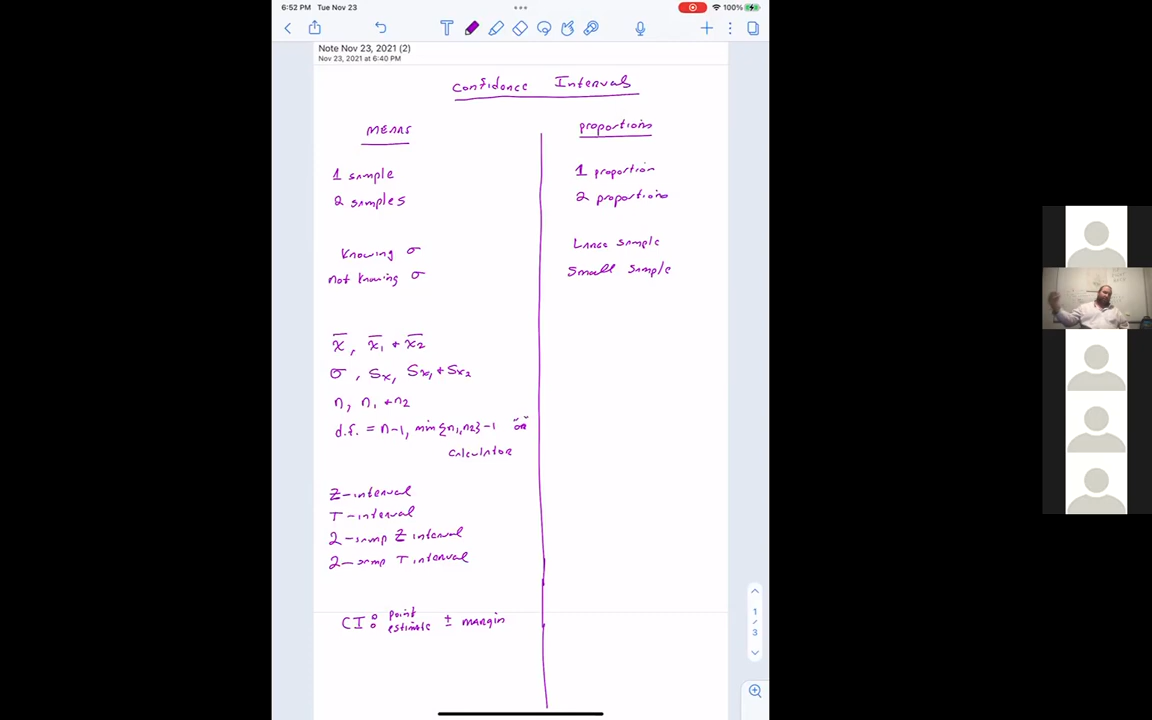 6:52 PM Tue Nov 23
100%
T
Note Nov 23, 2021 (2)
Nov 23, 2021 at 6:40 PM
Confidence Intervals
MEANS
1 sample
2 samples
Knowing σ
not knowing σ
x̄, x̄₁ + x̄₂
σ, Sx, Sx₁ + Sx₂
n, n₁ + n₂
d.f. = n-1, min{n₁,n₂}-1 "or"
calculator
Z-interval
T-interval
2-samp Z interval
2-samp T interval
CI: point estimate ± margin
proportions
1 proportion
2 proportions
Large sample
Small sample
1
/
3